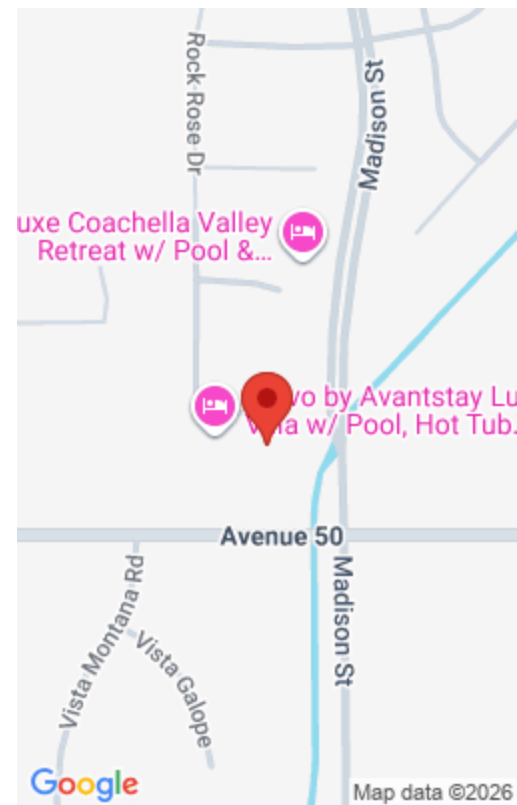 Rock Rose Dr
Madison St
uxe Coachella Valley
Retreat w/ Pool &...
vo by Avantstay Lu
Villa w/ Pool, Hot Tub.
Avenue 50
Vista Montana Rd
Vista Galope
Madison St
Google
Map data ©2026